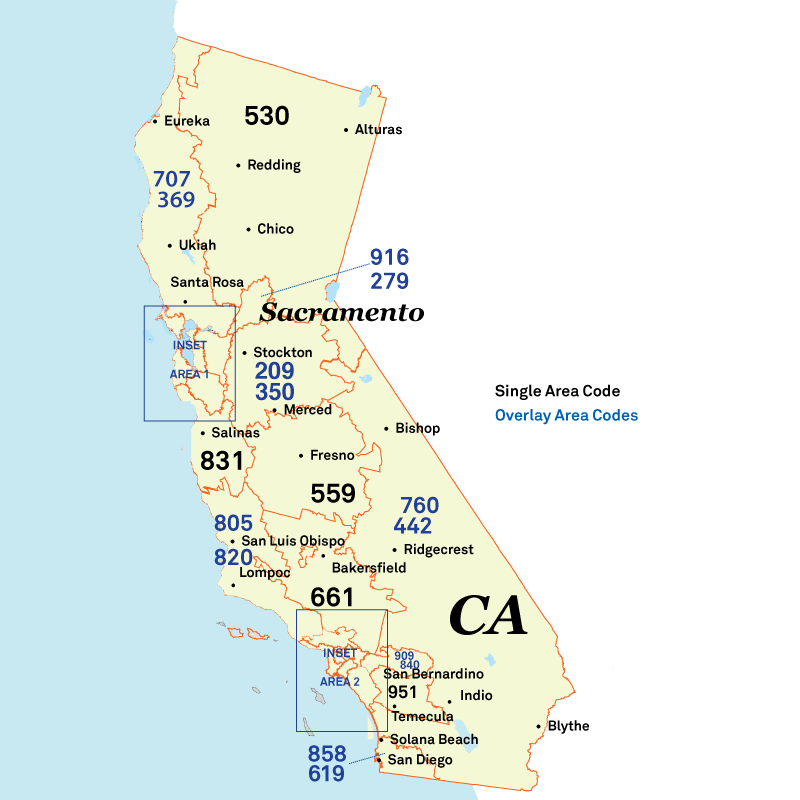 530
Eureka
Alturas
Redding
707
369
Chico
Ukiah
916
279
Santa Rosa
Sacramento
INSET
AREA 1
Stockton
209
350
Merced
Single Area Code
Overlay Area Codes
Bishop
Salinas
831
Fresno
559
760
442
805
820
San Luis Obispo
Ridgecrest
Bakersfield
Lompoc
661
CA
INSET
AREA 2
909
840
San Bernardino
951
Indio
Temecula
Blythe
Solana Beach
858
619
San Diego